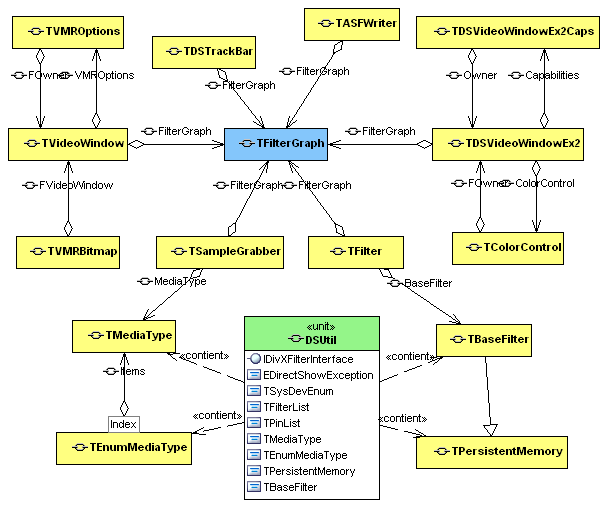 TVMROptions
TDSTrackBar
TASFWriter
TDSVideoWindowEx2Caps
FOwner
VMROptions
FilterGraph
FilterGraph
Owner
Capabilities
TVideoWindow
FilterGraph
TFilterGraph
FilterGraph
TDSVideoWindowEx2
FVideoWindow
FilterGraph
FilterGraph
FOwner
ColorControl
TVMRBitmap
TSampleGrabber
TFilter
TColorControl
MediaType
BaseFilter
TMediaType
«unit»
DSUtil
TBaseFilter
«contient»
«contient»
IDivXFilterInterface
EDirectShowException
TSysDevEnum
TFilterList
TPinList
TMediaType
TEnumMediaType
TPersistentMemory
TBaseFilter
Items
Index
«contient»
«contient»
TEnumMediaType
TPersistentMemory